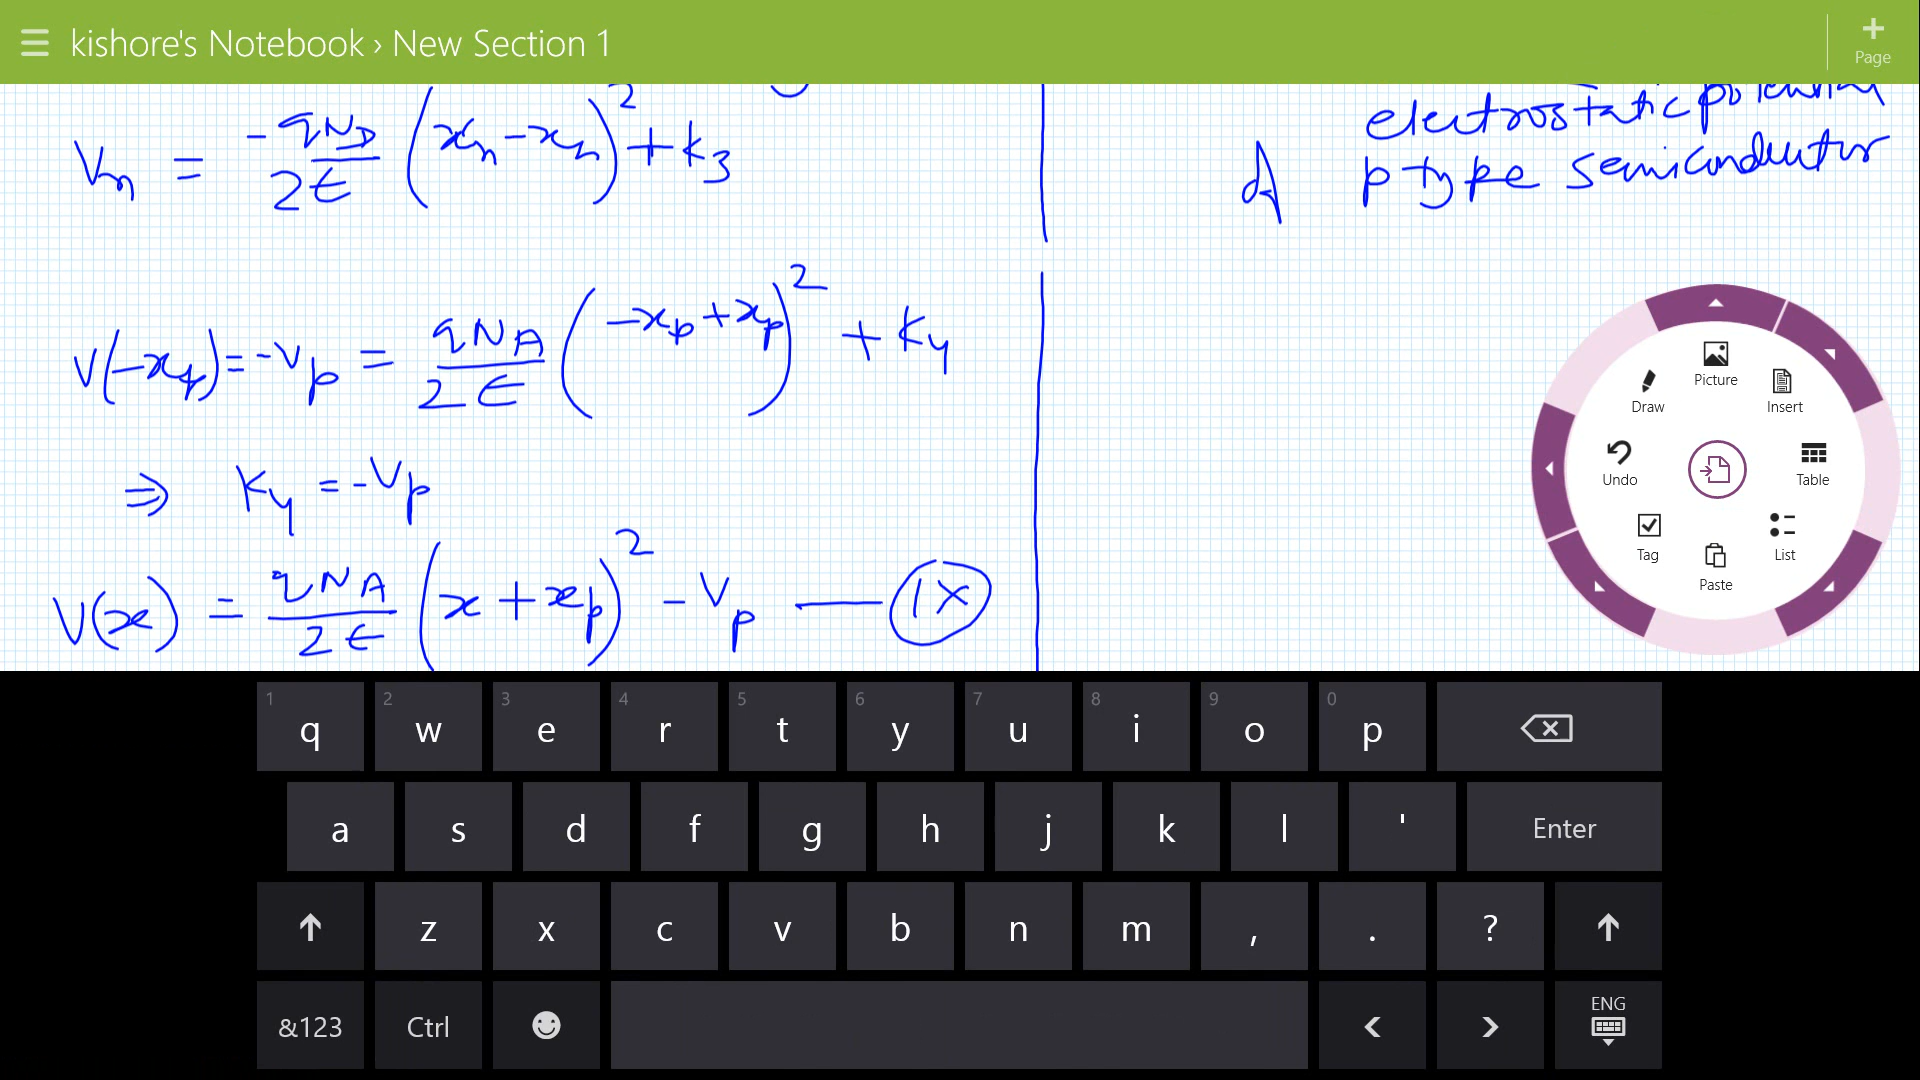 kishore's Notebook › New Section 1
Page
Vn = -qND/2ϵ (xn - xn)² + k3
V(-xp) = -Vp = qNA/2ϵ (-xp + xp)² + k4
⇒ k4 = -Vp
V(x) = qNA/2ϵ (x + xp)² - Vp — IX
electrostatic potential
of p type semiconductor
Picture
Draw
Insert
Undo
Table
Tag
List
Paste
1 2 3 4 5 6 7 8 9 0
q w e r t y u i o p
a s d f g h j k l ' Enter
z x c v b n m , . ?
&123 Ctrl < > ENG